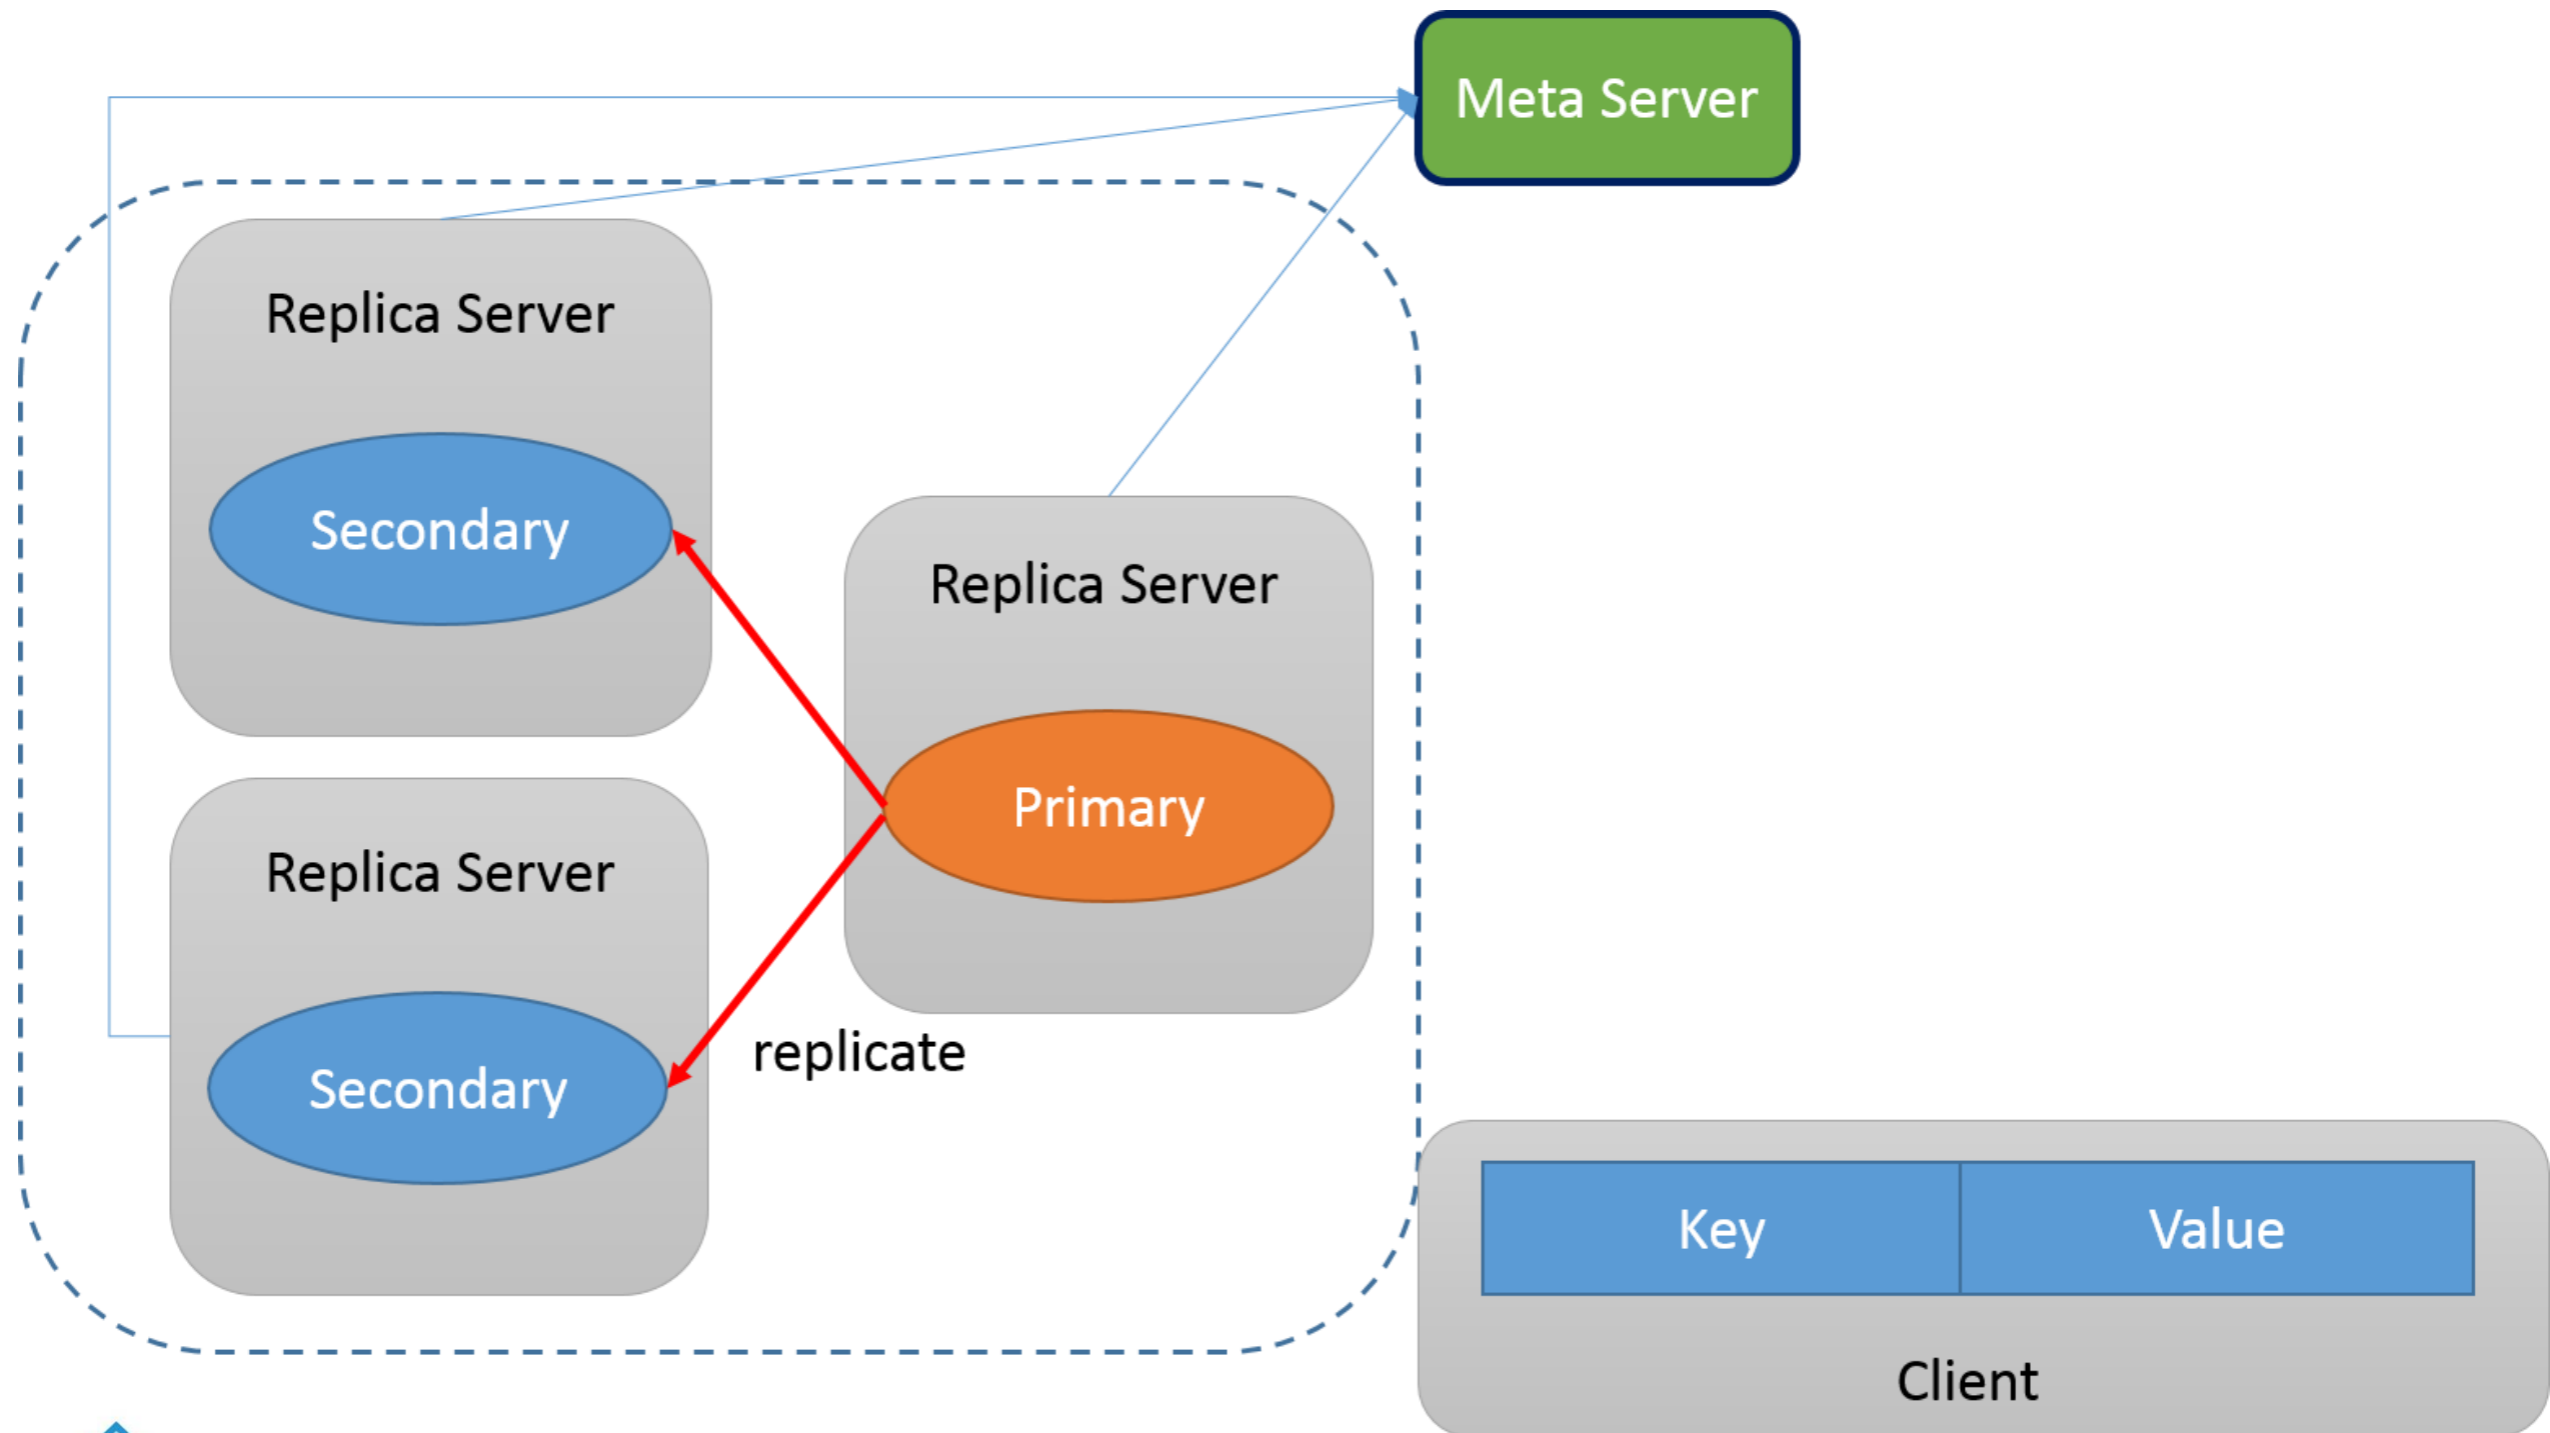 Meta Server
Replica Server
Secondary
Replica Server
Primary
Replica Server
Secondary
replicate
Key
Value
Client